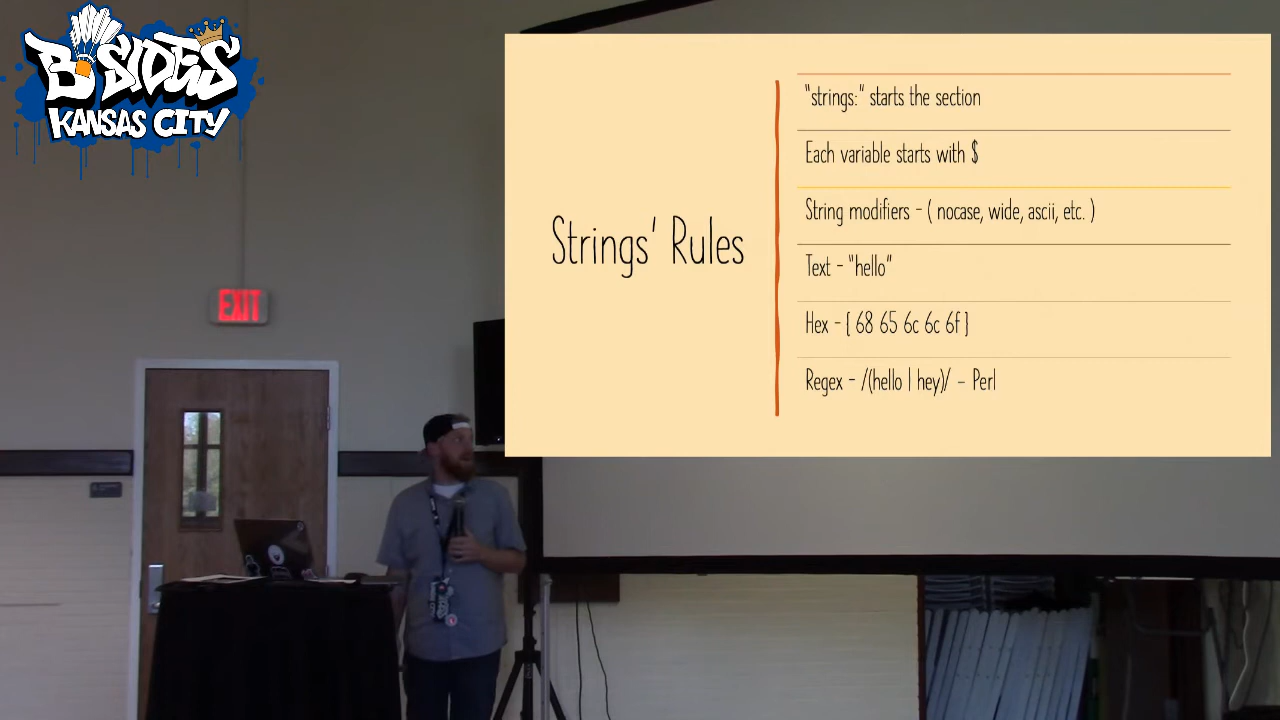 B·SIDES
KANSAS CITY
EXIT
Strings' Rules
"strings:" starts the section
Each variable starts with $
String modifiers - ( nocase, wide, ascii, etc. )
Text - "hello"
Hex - { 68 65 6c 6c 6f }
Regex - /(hello | hey)/ - Perl